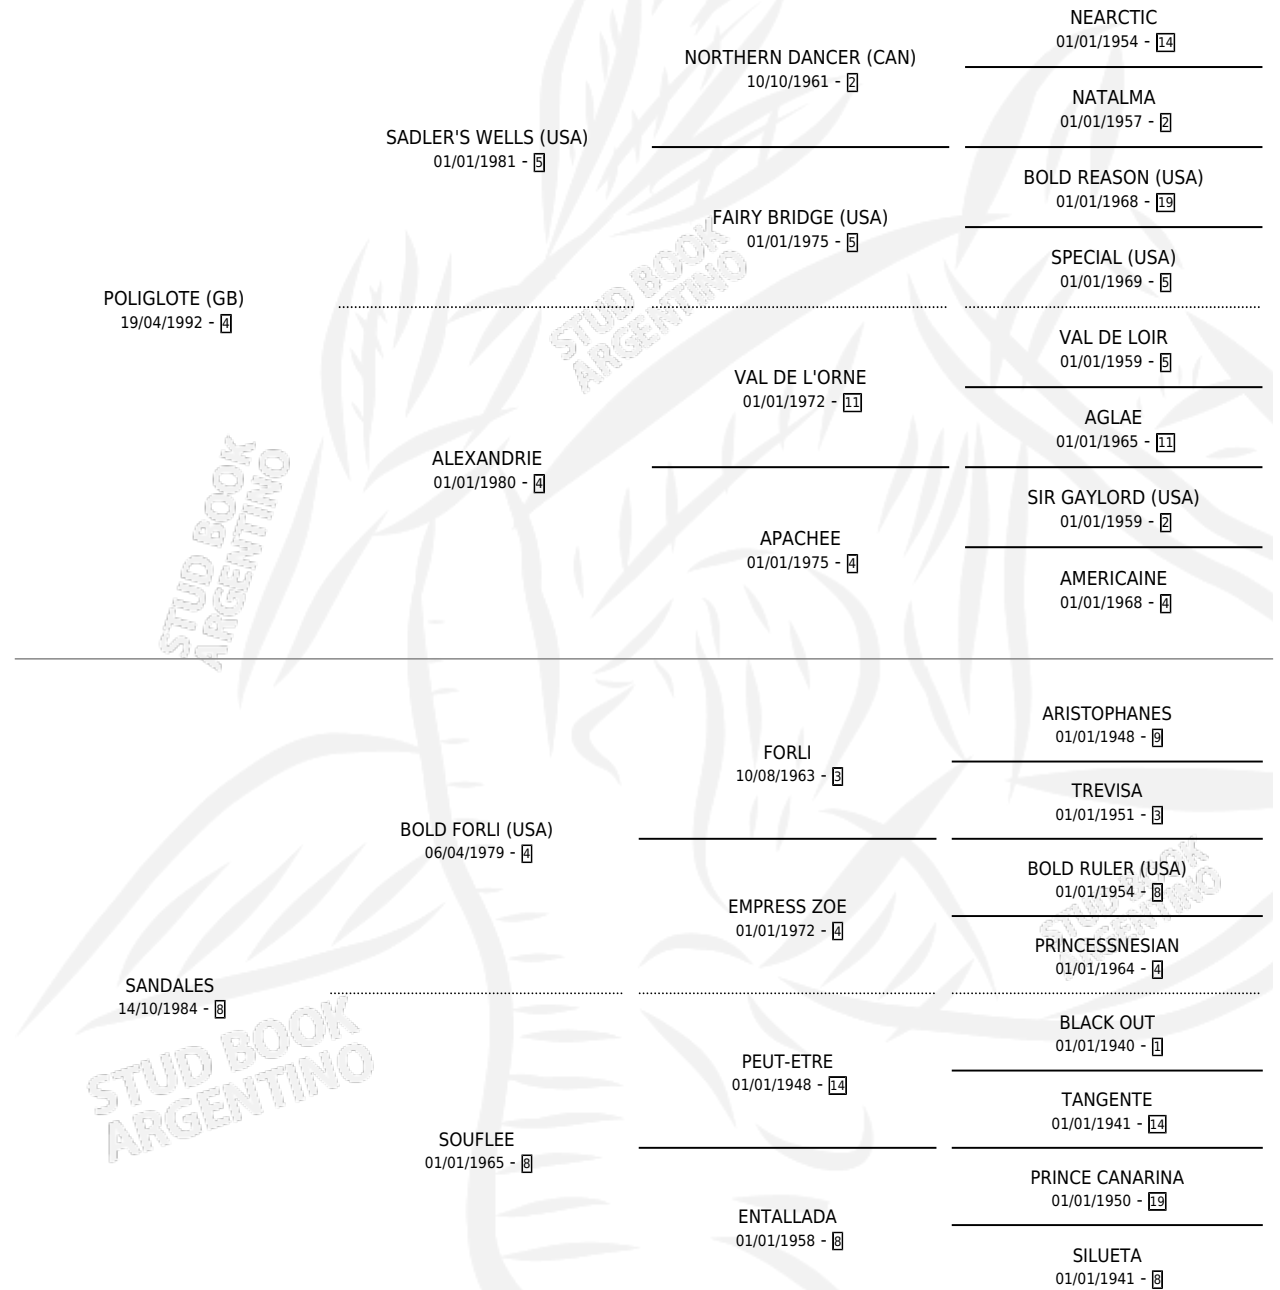 NEARCTIC
01/01/1954 - 14
NORTHERN DANCER (CAN)
10/10/1961 - 2
NATALMA
01/01/1957 - 2
SADLER'S WELLS (USA)
01/01/1981 - 5
BOLD REASON (USA)
01/01/1968 - 19
FAIRY BRIDGE (USA)
01/01/1975 - 5
SPECIAL (USA)
01/01/1969 - 5
POLIGLOTE (GB)
19/04/1992 - 4
STUD BOOK
ARGENTINO
VAL DE LOIR
01/01/1959 - 5
VAL DE L'ORNE
01/01/1972 - 11
AGLAE
01/01/1965 - 11
ALEXANDRIE
01/01/1980 - 4
SIR GAYLORD (USA)
01/01/1959 - 2
APACHEE
01/01/1975 - 4
AMERICAINE
01/01/1968 - 4
STUD BOOK
ARGENTINO
ARISTOPHANES
01/01/1948 - 9
FORLI
10/08/1963 - 3
TREVISA
01/01/1951 - 3
BOLD FORLI (USA)
06/04/1979 - 4
BOLD RULER (USA)
01/01/1954 - 8
EMPRESS ZOE
01/01/1972 - 4
STUD BOOK
ARGENTINO
PRINCESSNESIAN
01/01/1964 - 4
SANDALES
14/10/1984 - 8
BLACK OUT
01/01/1940 - 1
PEUT-ETRE
01/01/1948 - 14
STUD BOOK
ARGENTINO
TANGENTE
01/01/1941 - 14
SOUFLEE
01/01/1965 - 8
PRINCE CANARINA
01/01/1950 - 19
ENTALLADA
01/01/1958 - 8
SILUETA
01/01/1941 - 8